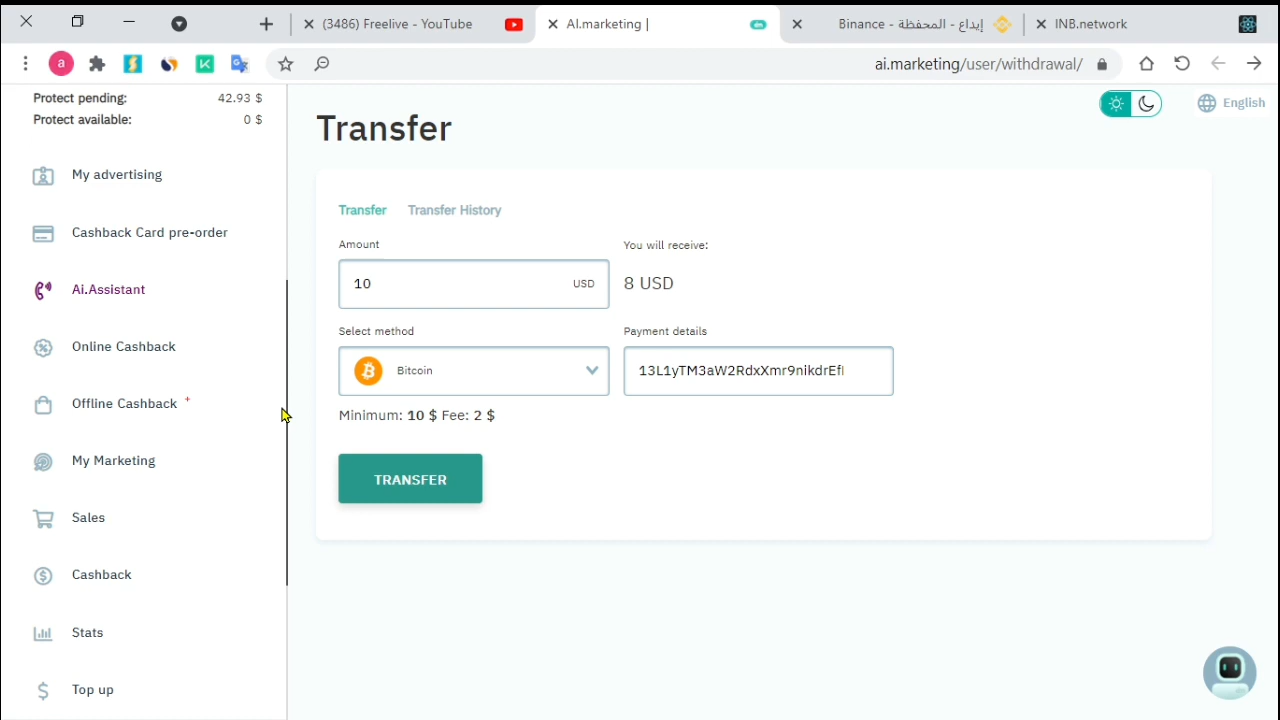 (3486) Freelive - YouTube
AI.marketing |
إيداع - المحفظة - Binance
INB.network
a
ai.marketing/user/withdrawal/
Protect pending: 42.93 $
Protect available: 0 $
My advertising
Cashback Card pre-order
Ai.Assistant
Online Cashback
Offline Cashback *
My Marketing
Sales
Cashback
Stats
Top up
English
Transfer
Transfer Transfer History
Amount
10 USD
You will receive:
8 USD
Select method
Bitcoin
Payment details
13L1yTM3aW2RdxXmr9nikdrEfI
Minimum: 10 $ Fee: 2 $
TRANSFER